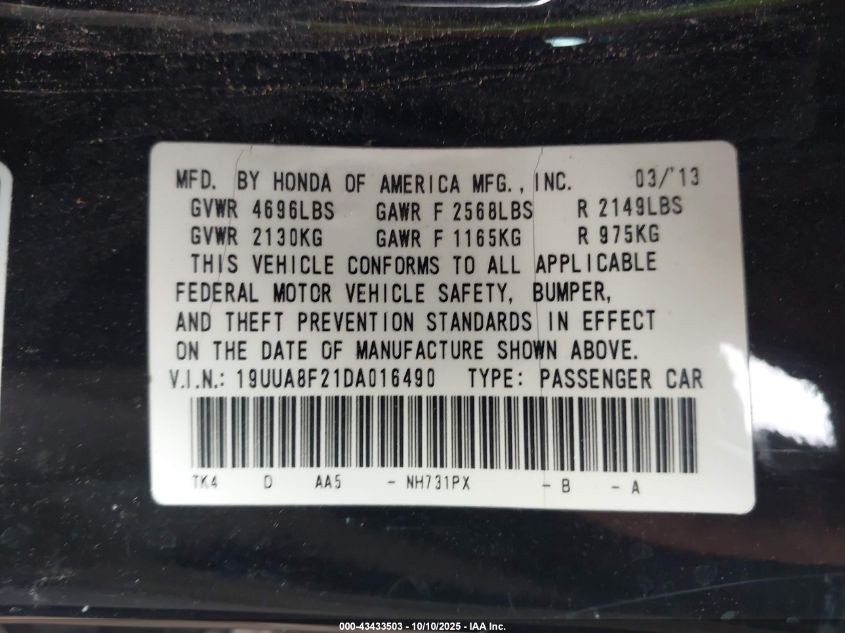 MFD. BY HONDA OF AMERICA MFG., INC. 03/'13
GVWR 4696LBS GAWR F 2568LBS R 2149LBS
GVWR 2130KG GAWR F 1165KG R 975KG
THIS VEHICLE CONFORMS TO ALL APPLICABLE
FEDERAL MOTOR VEHICLE SAFETY, BUMPER,
AND THEFT PREVENTION STANDARDS IN EFFECT
ON THE DATE OF MANUFACTURE SHOWN ABOVE.
V.I.N.: 19UUA8F21DA016490 TYPE: PASSENGER CAR
TK4 D AA5 - NH731PX - B - A
000-43433503 - 10/10/2025 - IAA Inc.